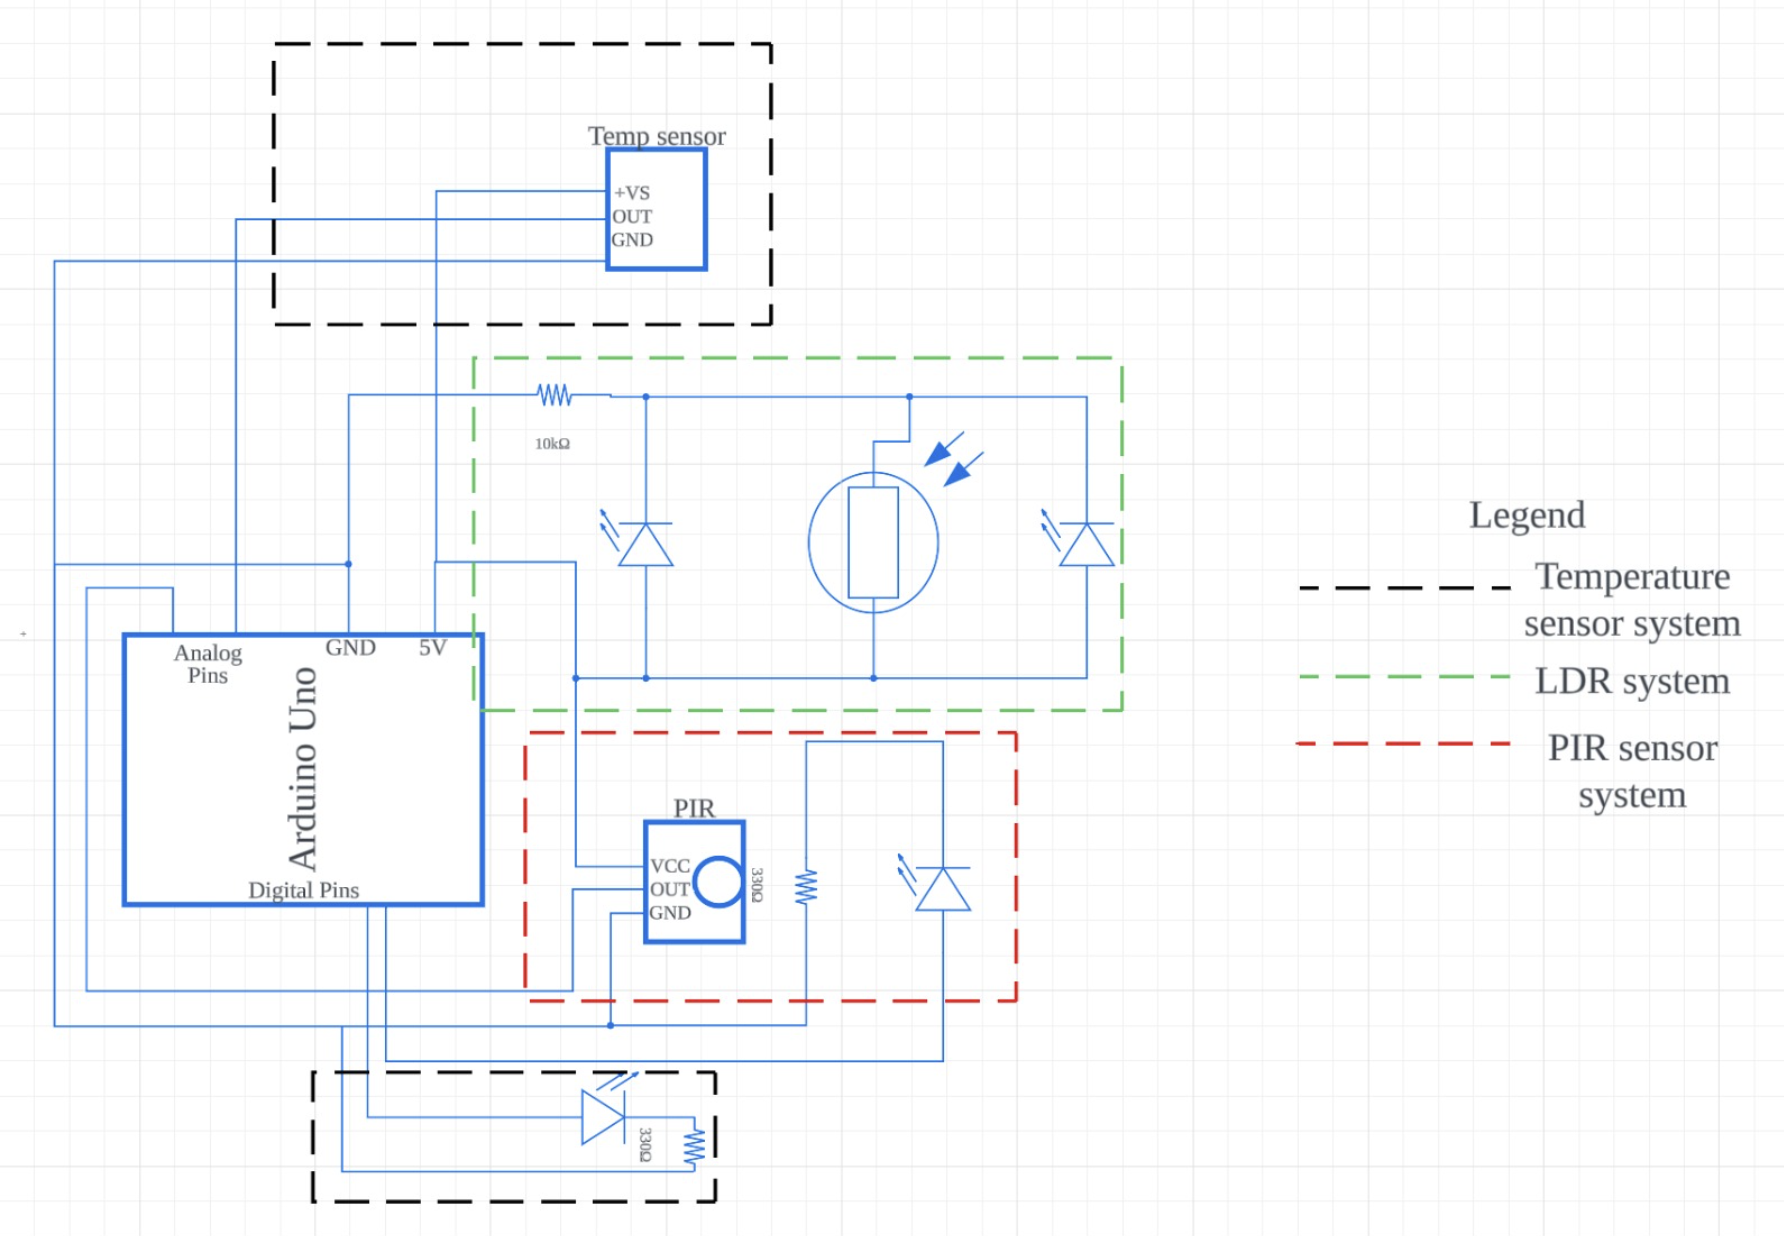 Temp sensor
+VS
OUT
GND
10kΩ
Legend
Temperature
sensor system
LDR system
PIR sensor
system
Analog
Pins
GND
5V
Arduino Uno
Digital Pins
PIR
VCC
OUT
GND
330Ω
330Ω